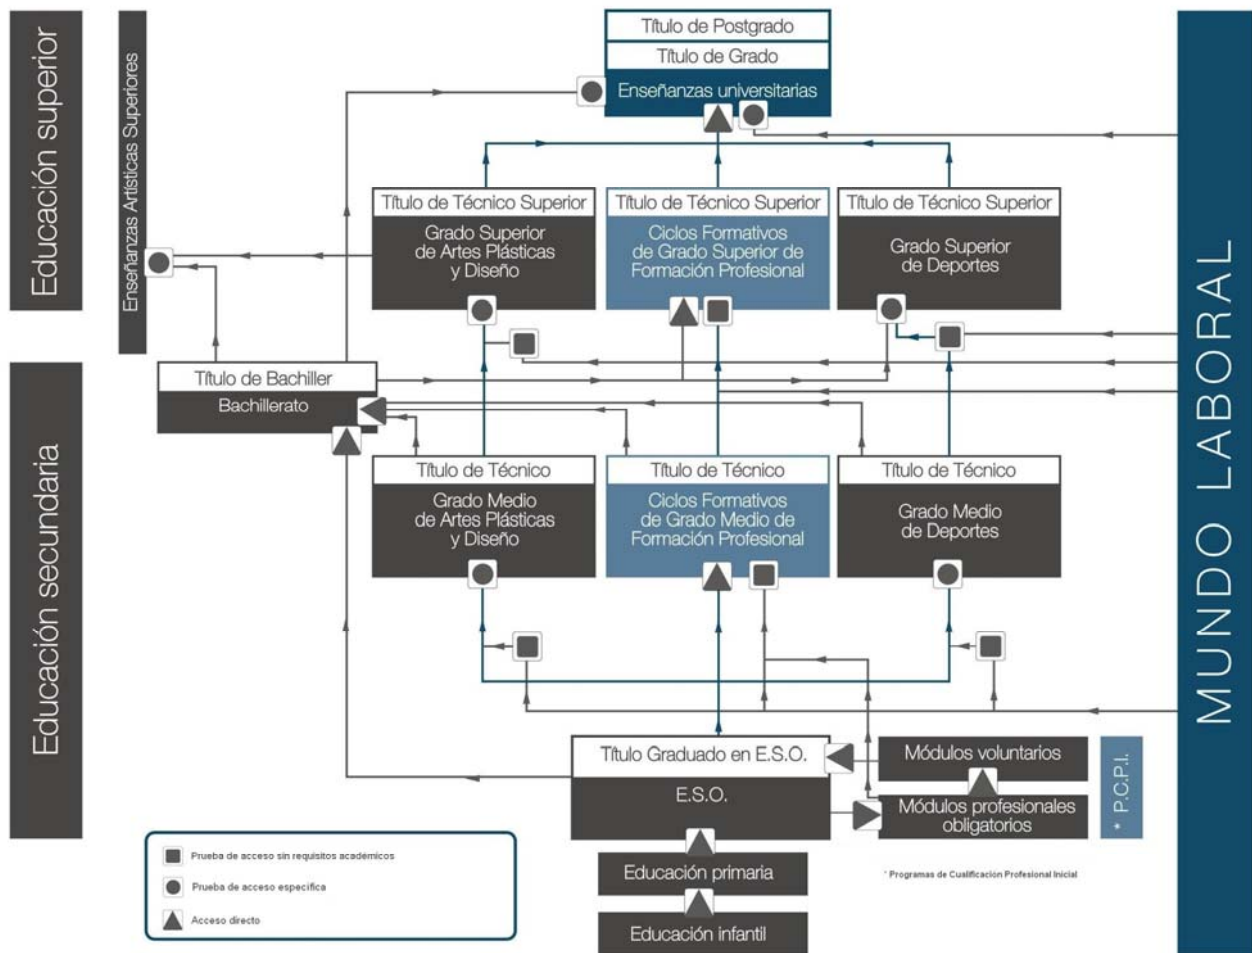 Educación superior
Enseñanzas Artísticas Superiores
Título de Postgrado
Título de Grado
Enseñanzas universitarias
Título de Técnico Superior
Grado Superior
de Artes Plásticas
y Diseño
Título de Técnico Superior
Ciclos Formativos
de Grado Superior de
Formación Profesional
Título de Técnico Superior
Grado Superior
de Deportes
Título de Bachiller
Bachillerato
Educación secundaria
Título de Técnico
Grado Medio
de Artes Plásticas
y Diseño
Título de Técnico
Ciclos Formativos
de Grado Medio de
Formación Profesional
Título de Técnico
Grado Medio
de Deportes
Título Graduado en E.S.O.
E.S.O.
Módulos voluntarios
Módulos profesionales
obligatorios
* P.C.P.I.
Educación primaria
Educación infantil
* Programas de Cualificación Profesional Inicial
Prueba de acceso sin requisitos académicos
Prueba de acceso específica
Acceso directo
MUNDO LABORAL